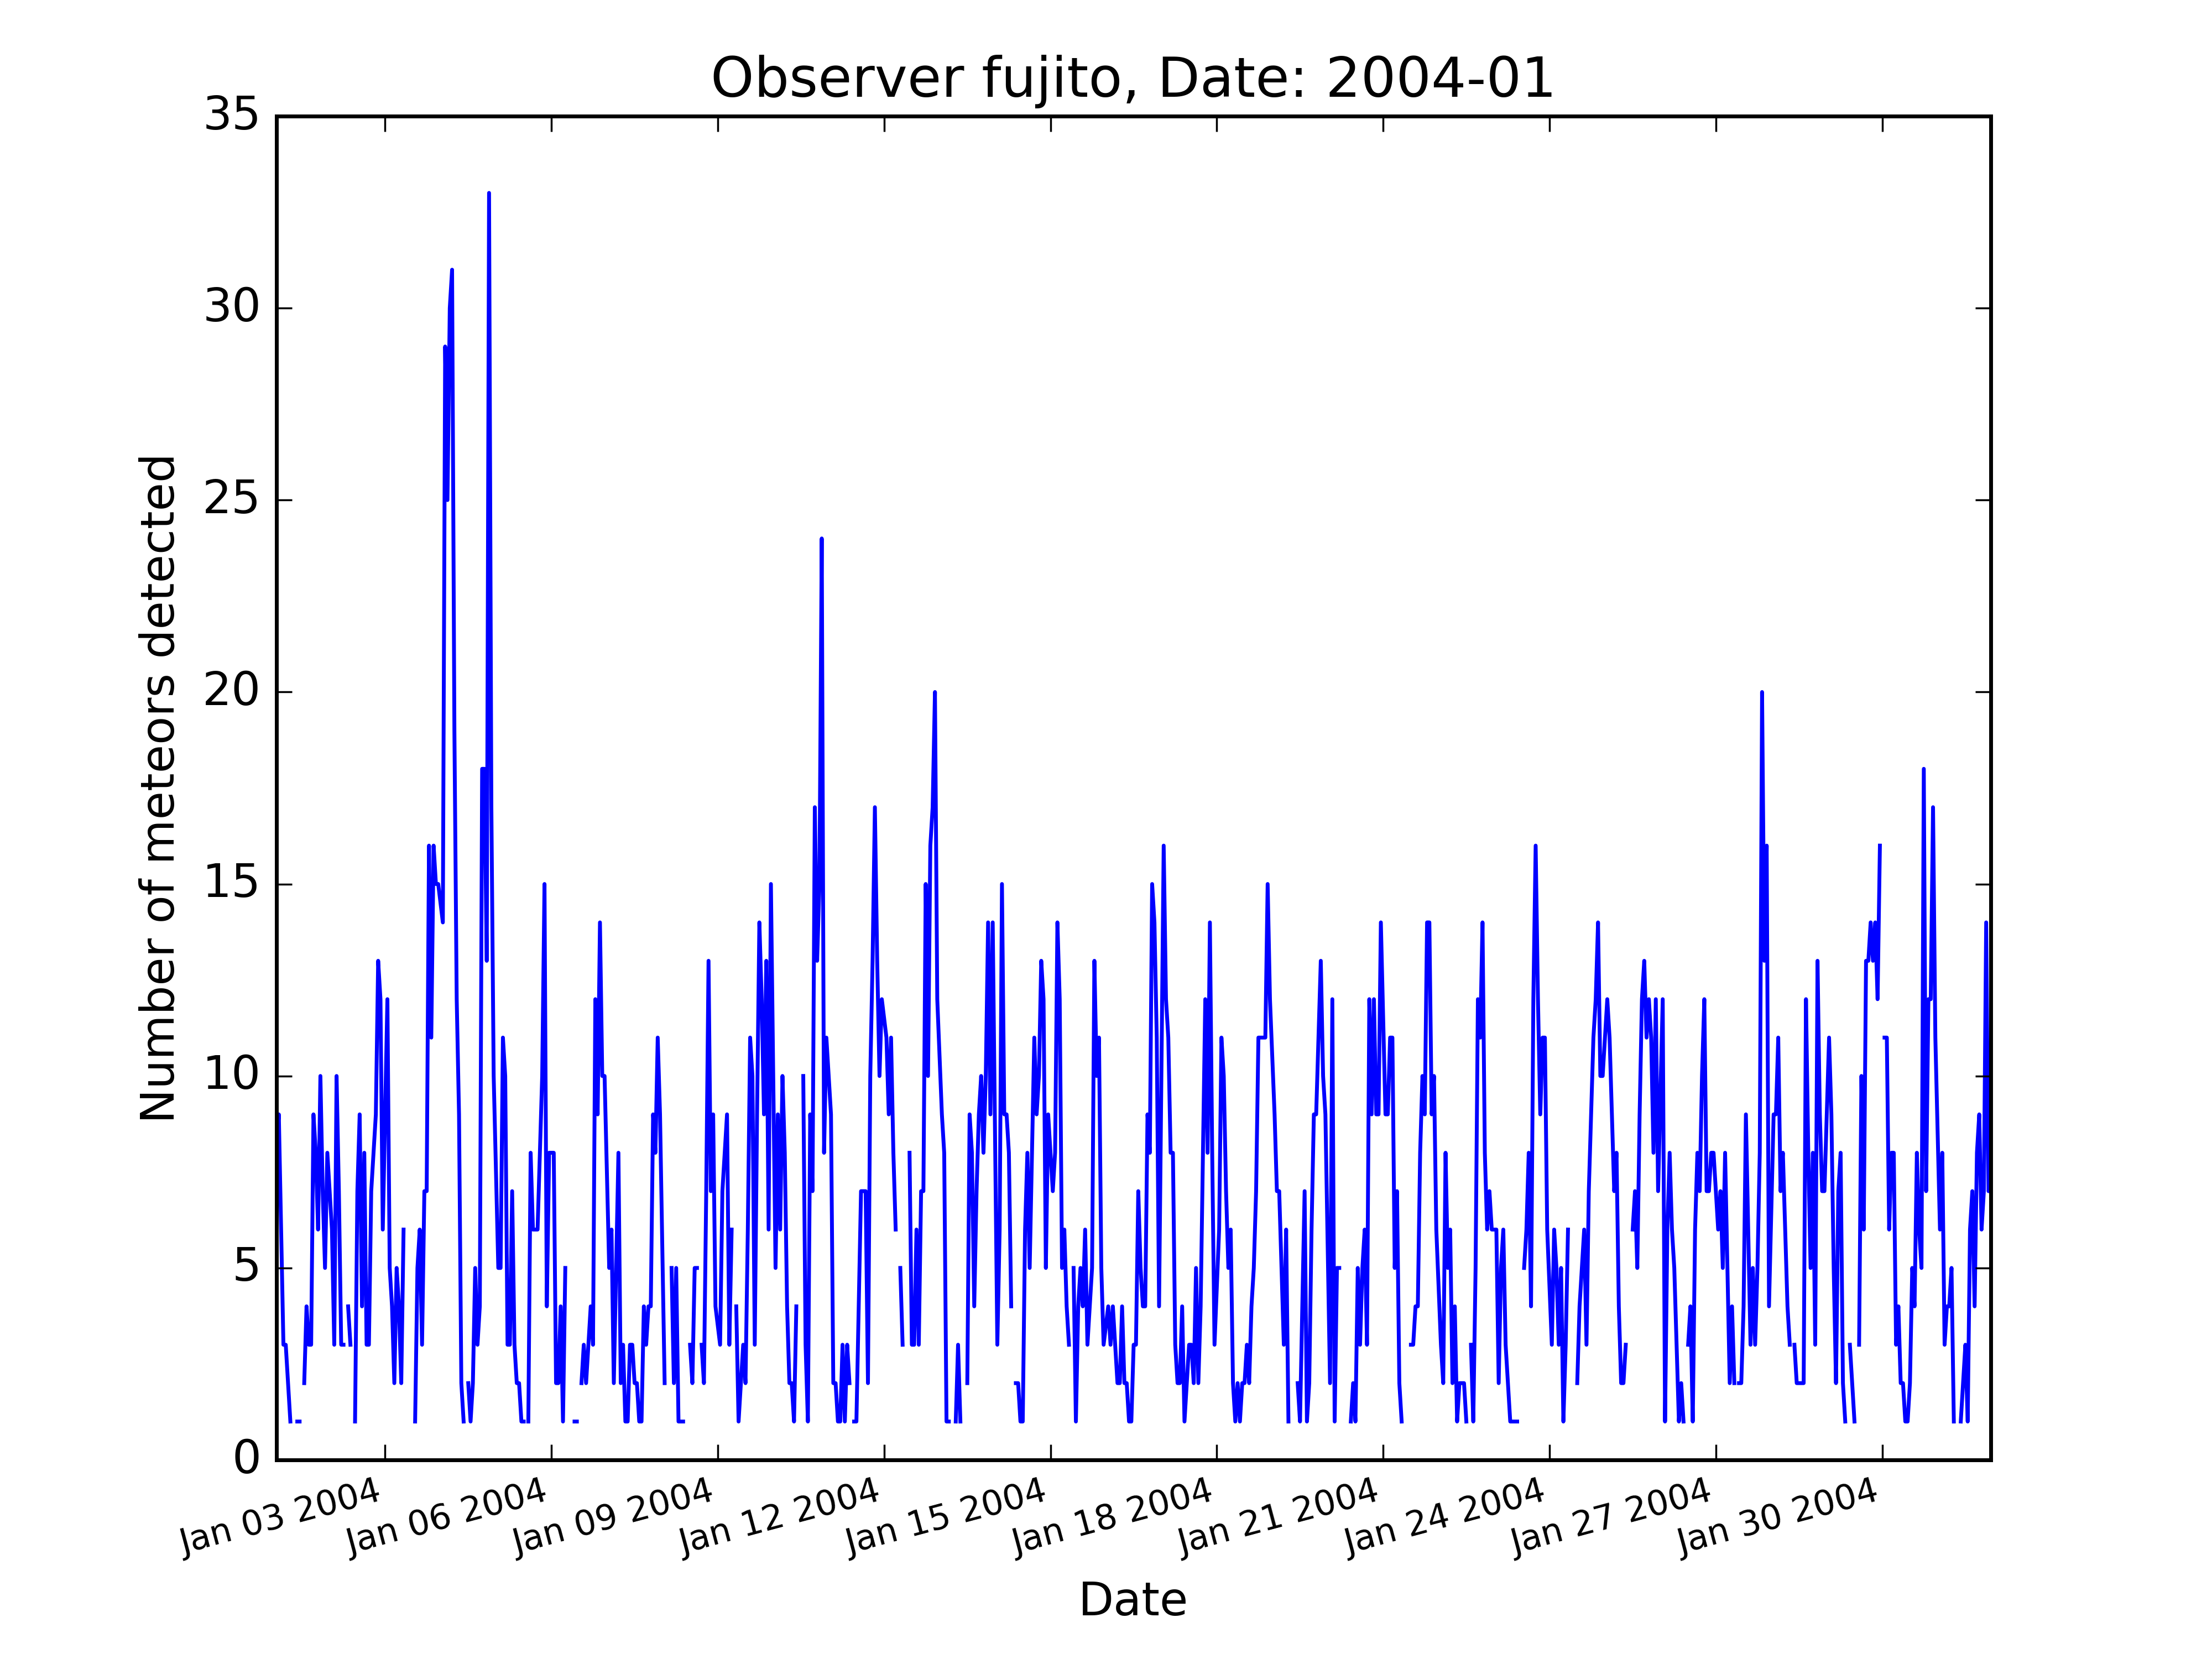 Observer fujito, Date: 2004-01
35
30
25
20
15
10
5
0
Number of meteors detected
Jan 03 2004
Jan 06 2004
Jan 09 2004
Jan 12 2004
Jan 15 2004
Jan 18 2004
Jan 21 2004
Jan 24 2004
Jan 27 2004
Jan 30 2004
Date